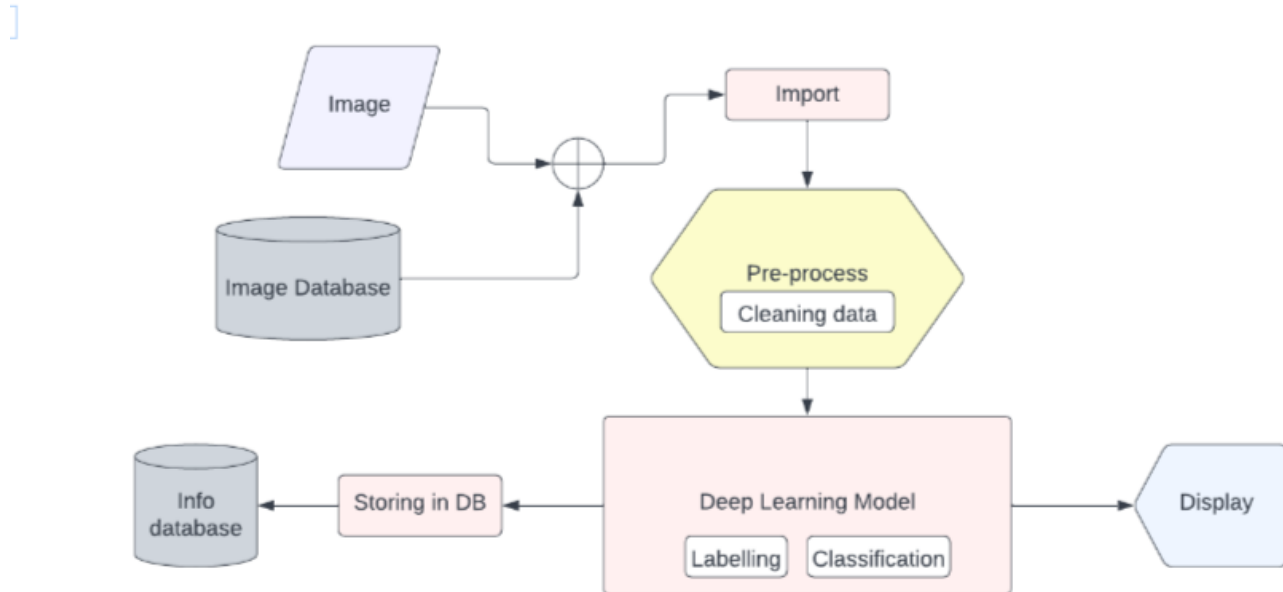 ]
Image
Import
Image Database
Pre-process
Cleaning data
Info
database
Storing in DB
Deep Learning Model
Labelling
Classification
Display